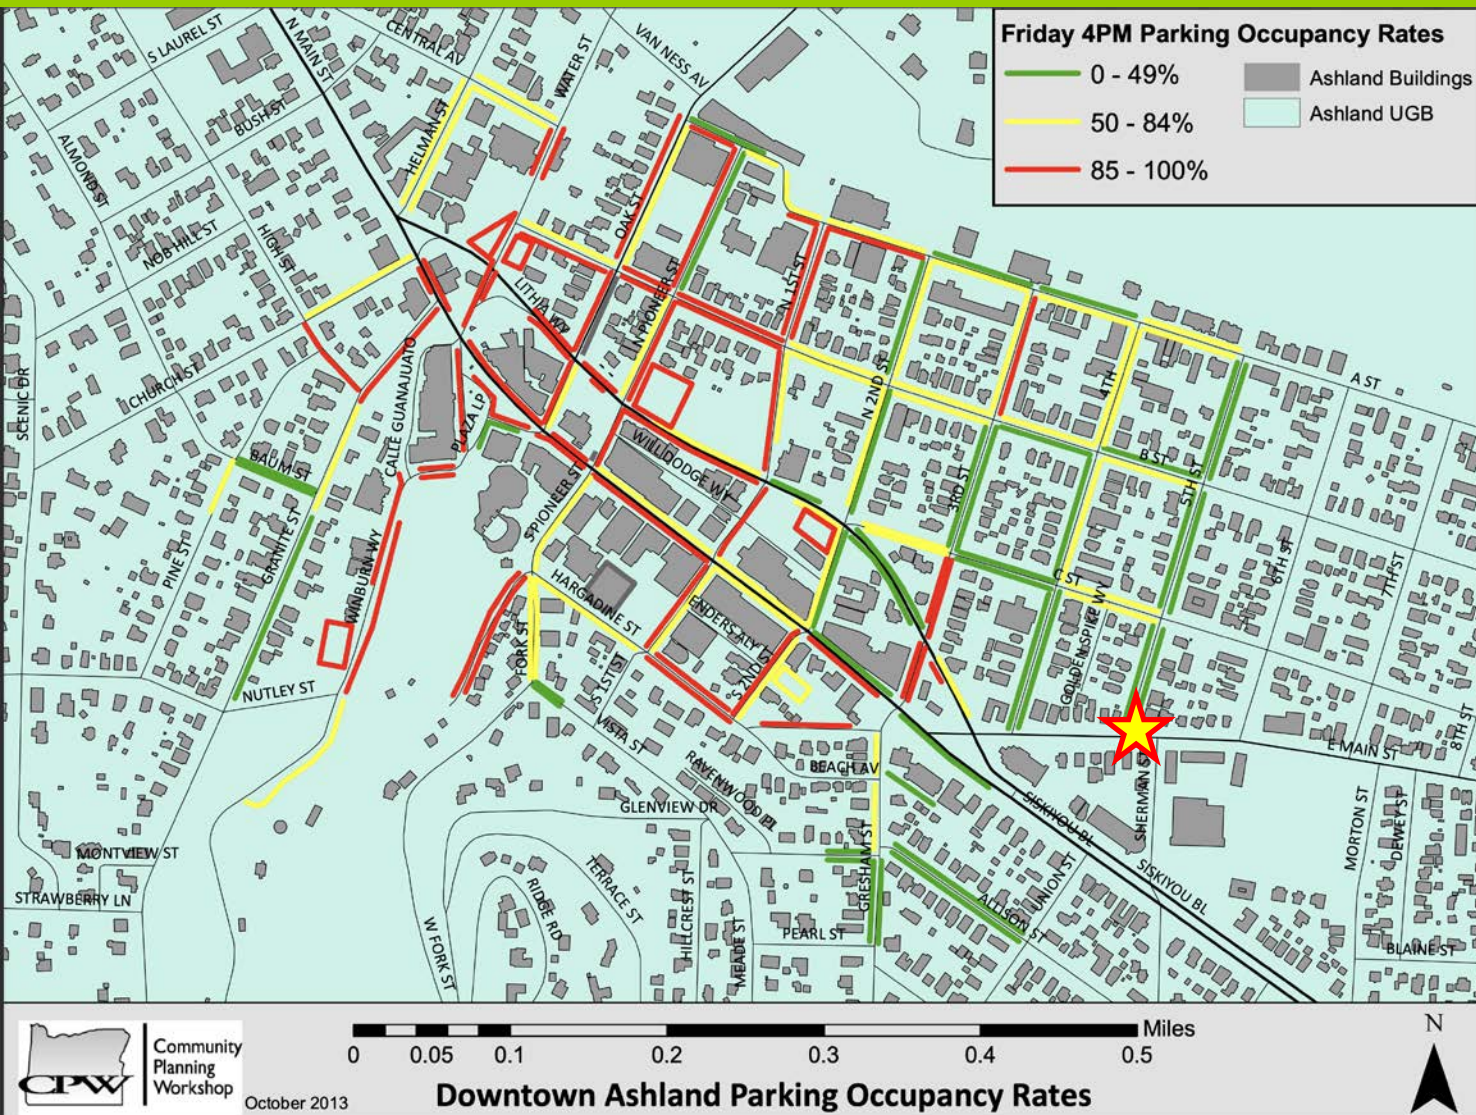 Friday 4PM Parking Occupancy Rates
0 - 49%
50 - 84%
85 - 100%
Ashland Buildings
Ashland UGB
S LAUREL ST
N MAIN ST
CENTRAL AV
WATER ST
VAN NESS AV
BUSH ST
HELMAN ST
ALMOND ST
NOB HILL ST
HIGH ST
OAK ST
LITHIA WY
N PIONEER ST
N 1ST ST
CHURCH ST
SCENIC DR
CALLE GUANAJUATO
PLAZA LP
N 2ND ST
4TH
A ST
BAUM ST
WILL DODGE WY
B ST
3RD ST
5TH ST
S PIONEER ST
PINE ST
GRANITE ST
WINBURN WY
HARGADINE ST
ENDERS ALY
C ST
GOLDEN SPIKE WY
6TH ST
7TH ST
FORK ST
S 1ST ST
S 2ND ST
NUTLEY ST
VISTA ST
E MAIN ST
8TH ST
BEACH AV
RAVENWOOD PL
GLENVIEW DR
SISKIYOU BL
SHERMAN ST
MORTON ST
DEWEY ST
MONTVIEW ST
STRAWBERRY LN
TERRACE ST
RIDGE RD
W FORK ST
HILLCREST ST
MEADE ST
GRESHAM ST
PEARL ST
ALLISON ST
UNION ST
SISKIYOU BL
BLAINE ST
CPW
Community
Planning
Workshop
October 2013
0 0.05 0.1 0.2 0.3 0.4 0.5
Miles
N
Downtown Ashland Parking Occupancy Rates